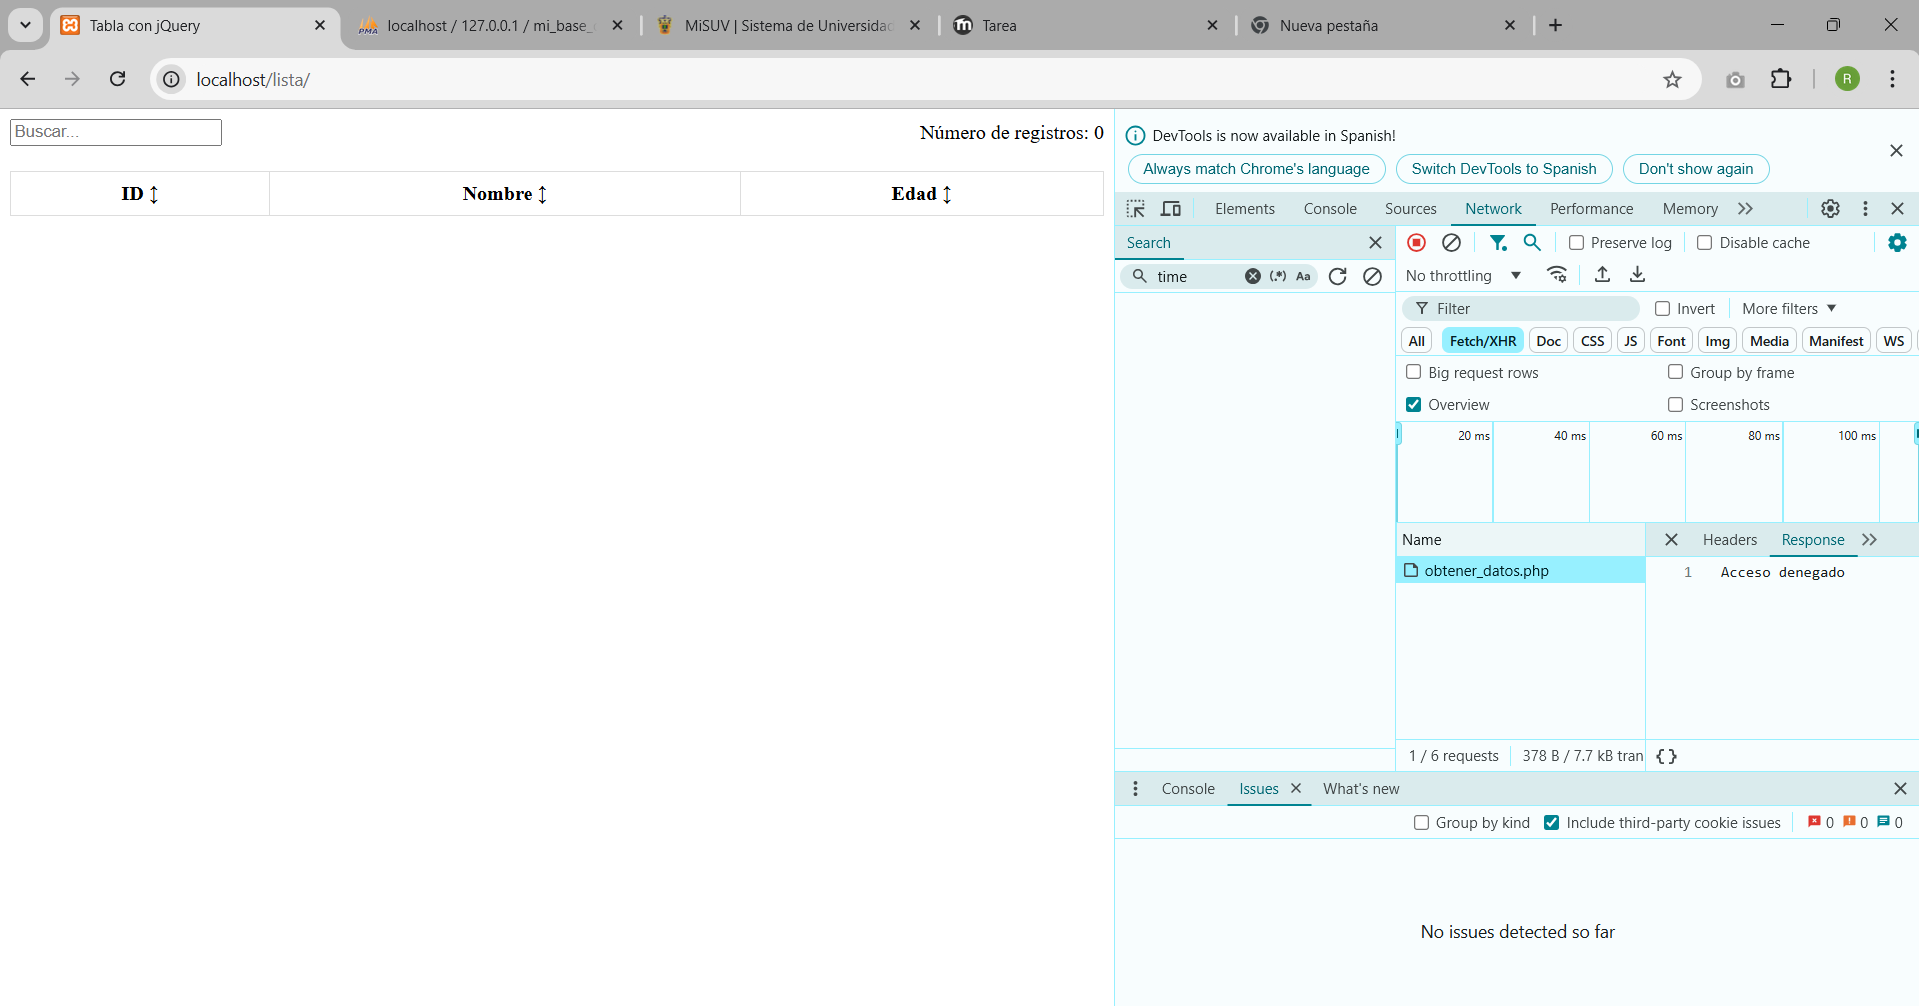 Tabla con jQuery
localhost / 127.0.0.1 / mi_base_
MiSUV | Sistema de Universidad
Tarea
Nueva pestaña
localhost/lista/
R
Buscar...
Número de registros: 0
ID ↕
Nombre ↕
Edad ↕
DevTools is now available in Spanish!
Always match Chrome's language
Switch DevTools to Spanish
Don't show again
Elements
Console
Sources
Network
Performance
Memory
Search
Preserve log
Disable cache
time
(.*)
Aa
No throttling
Filter
Invert
More filters
All
Fetch/XHR
Doc
CSS
JS
Font
Img
Media
Manifest
WS
Big request rows
Group by frame
Overview
Screenshots
20 ms
40 ms
60 ms
80 ms
100 ms
Name
Headers
Response
obtener_datos.php
1 Acceso denegado
1 / 6 requests
378 B / 7.7 kB tran
{ }
Console
Issues
What's new
Group by kind
Include third-party cookie issues
0
0
0
No issues detected so far